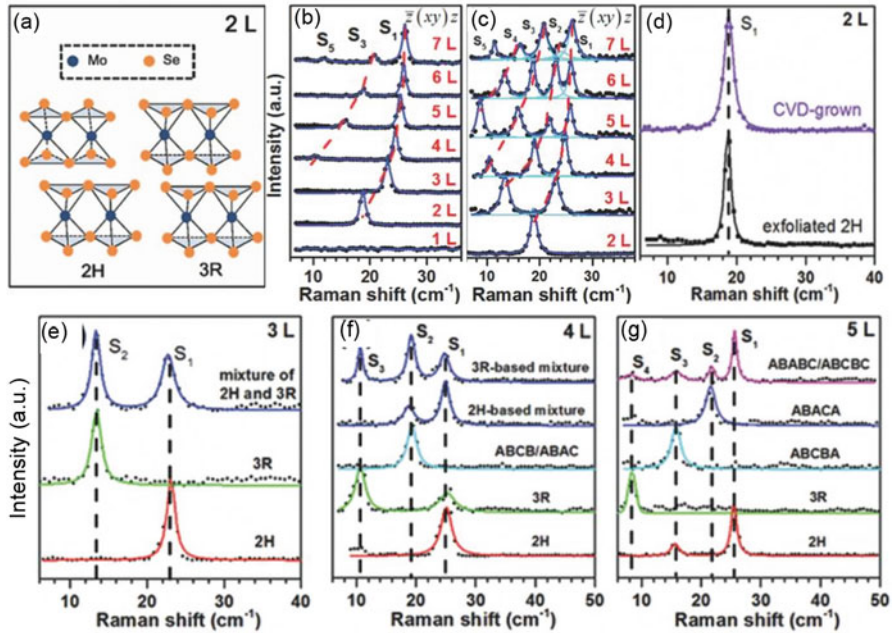 (a) 2 L
Mo Se
2H 3R
Intensity (a.u.)
(b) z̅(xy)z
S₅ S₃ S₁
7 L
6 L
5 L
4 L
3 L
2 L
1 L
10 20 30
Raman shift (cm⁻¹)
(c) z̅(xy)z
S₅ S₄ S₃ S₂ S₁
7 L
6 L
5 L
4 L
3 L
2 L
10 20 30
Raman shift (cm⁻¹)
(d) 2 L
S₁
CVD-grown
exfoliated 2H
10 20 30 40
Raman shift (cm⁻¹)
Intensity (a.u.)
(e) 3 L
S₂ S₁
mixture of
2H and 3R
3R
2H
10 20 30 40
Raman shift (cm⁻¹)
(f) 4 L
S₃ S₂ S₁
3R-based mixture
2H-based mixture
ABCB/ABAC
3R
2H
10 20 30 40 50
Raman shift (cm⁻¹)
(g) 5 L
S₄ S₃ S₂ S₁
ABABC/ABCBC
ABACA
ABCBA
3R
2H
10 20 30 40 50
Raman shift (cm⁻¹)